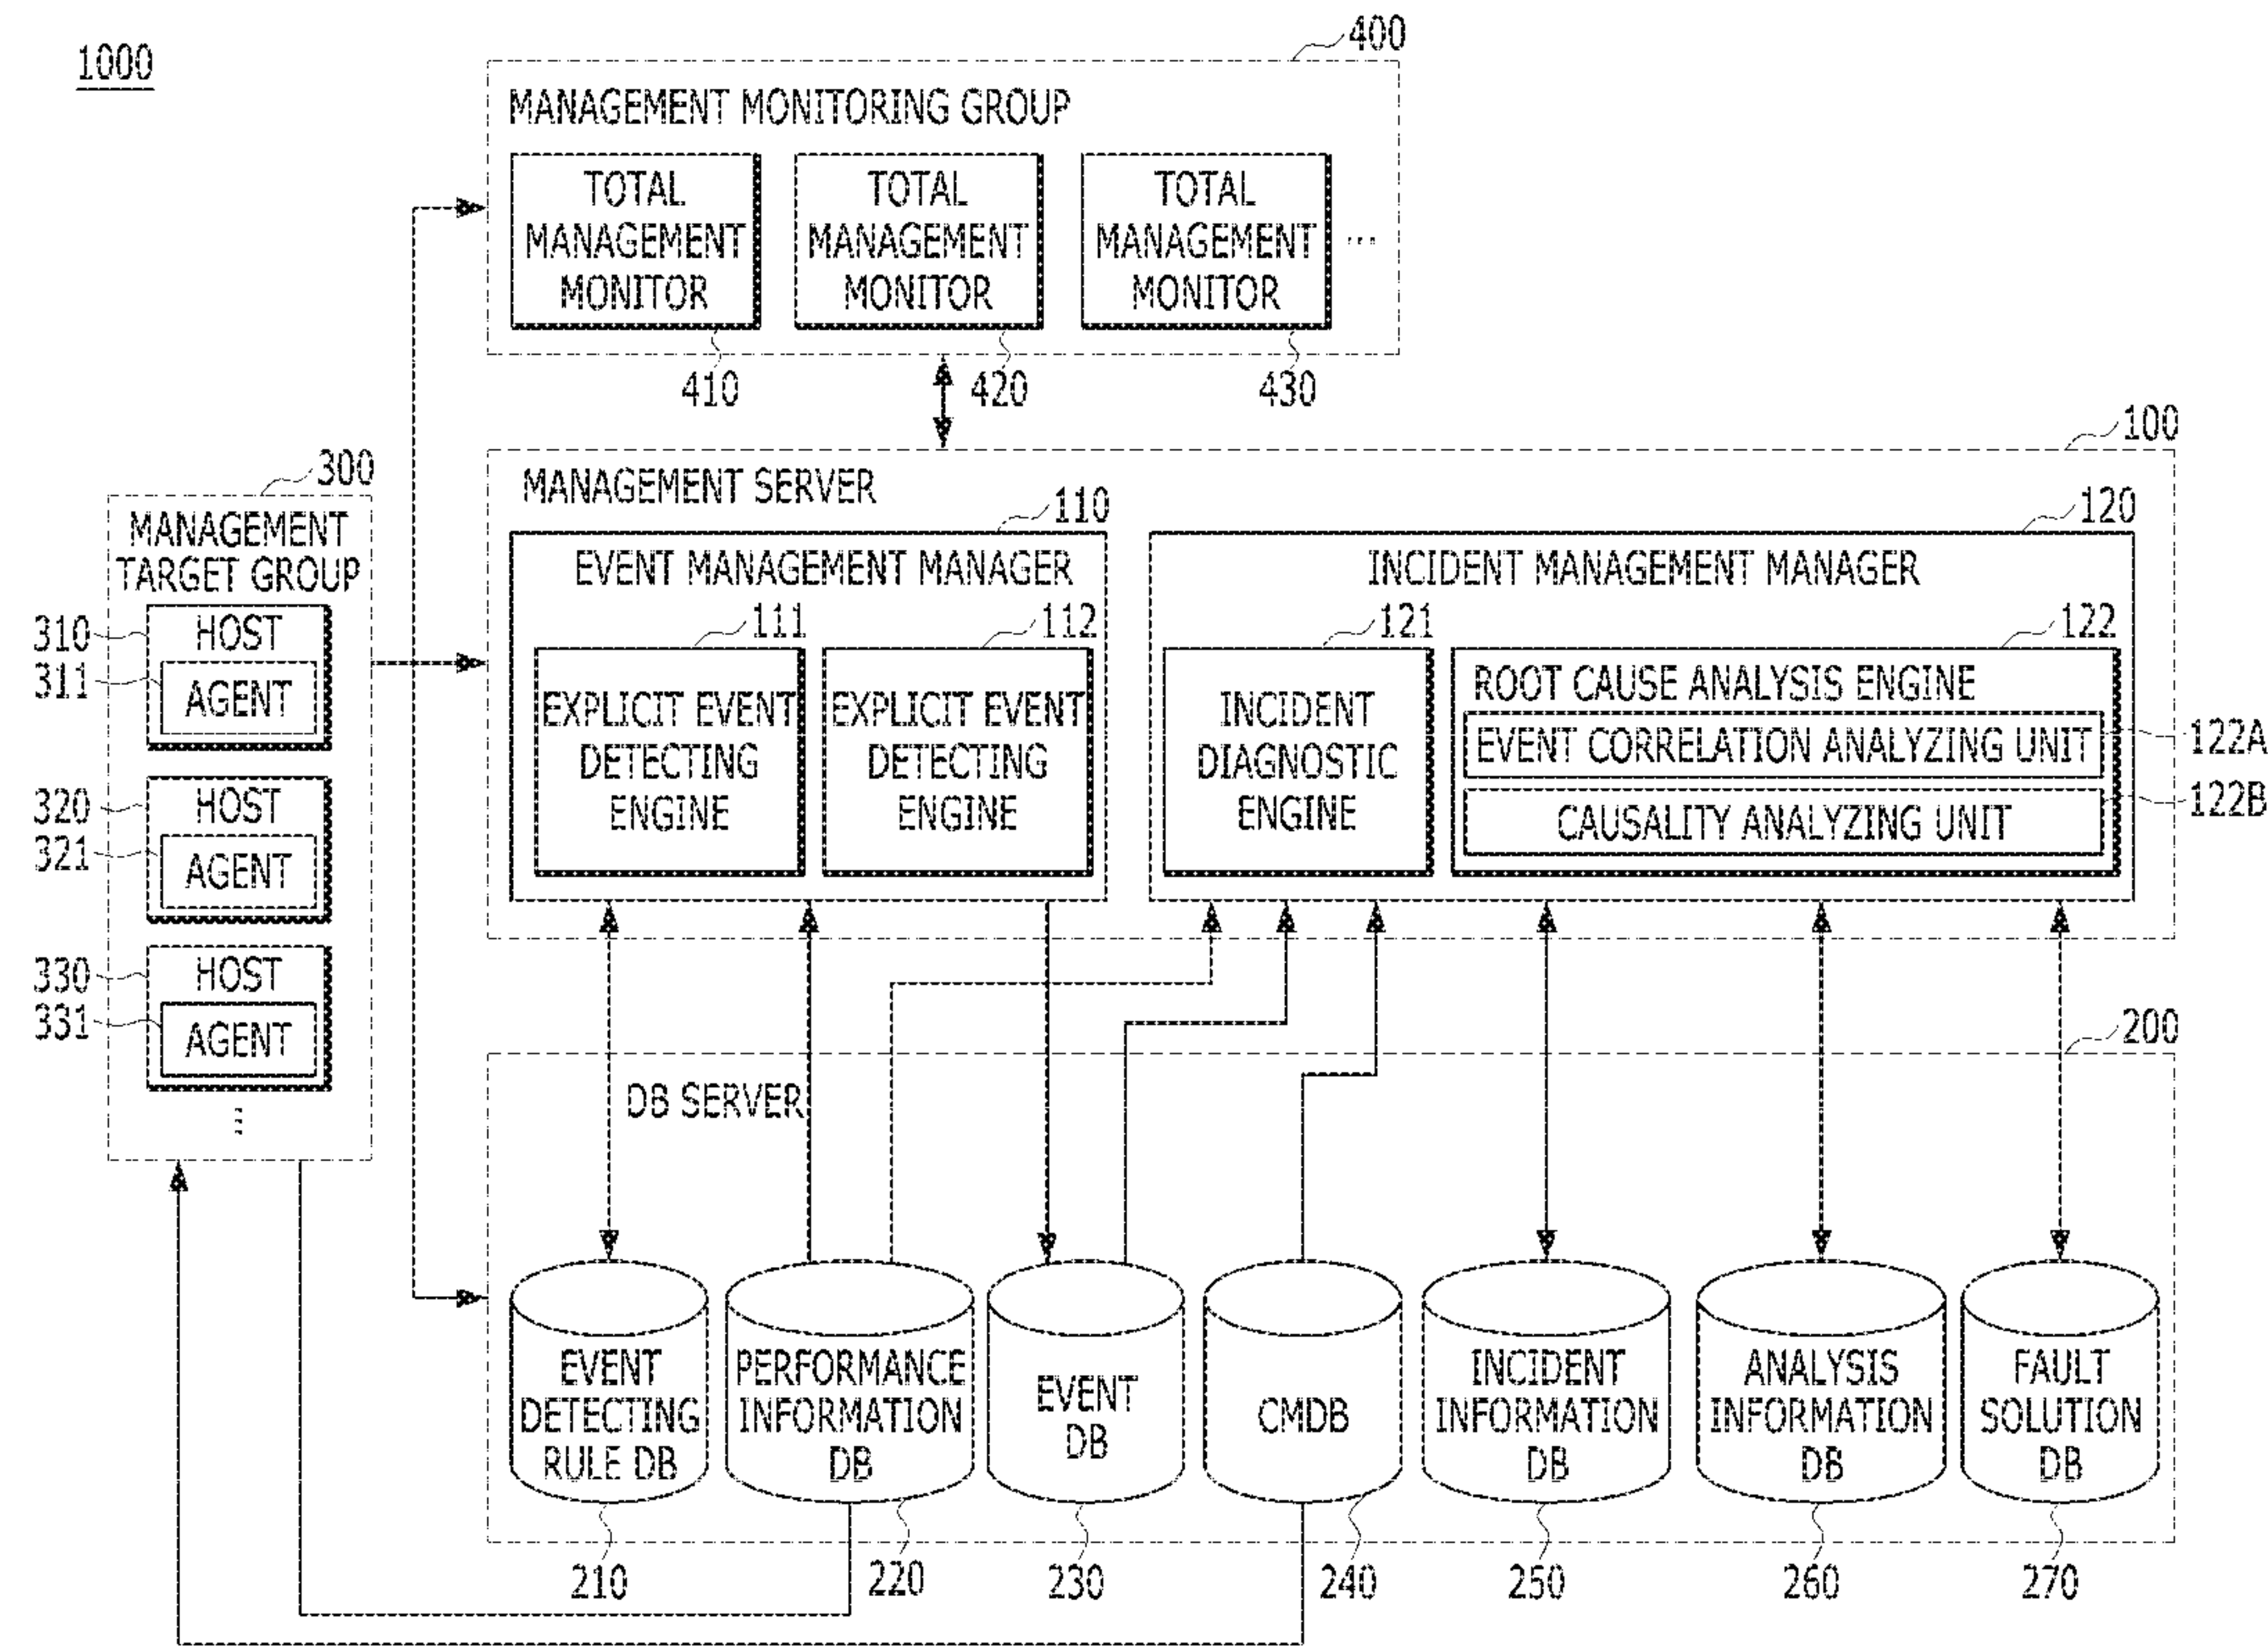 1000
400
MANAGEMENT MONITORING GROUP
TOTAL
MANAGEMENT
MONITOR
TOTAL
MANAGEMENT
MONITOR
TOTAL
MANAGEMENT
MONITOR
...
410
420
430
100
MANAGEMENT SERVER
300
MANAGEMENT
TARGET GROUP
310
HOST
311
AGENT
320
HOST
321
AGENT
330
HOST
331
AGENT
...
110
EVENT MANAGEMENT MANAGER
111
EXPLICIT EVENT
DETECTING
ENGINE
112
EXPLICIT EVENT
DETECTING
ENGINE
120
INCIDENT MANAGEMENT MANAGER
121
INCIDENT
DIAGNOSTIC
ENGINE
122
ROOT CAUSE ANALYSIS ENGINE
EVENT CORRELATION ANALYZING UNIT
122A
CAUSALITY ANALYZING UNIT
122B
200
DB SERVER
EVENT
DETECTING
RULE DB
PERFORMANCE
INFORMATION
DB
EVENT
DB
CMDB
INCIDENT
INFORMATION
DB
ANALYSIS
INFORMATION
DB
FAULT
SOLUTION
DB
210
220
230
240
250
260
270